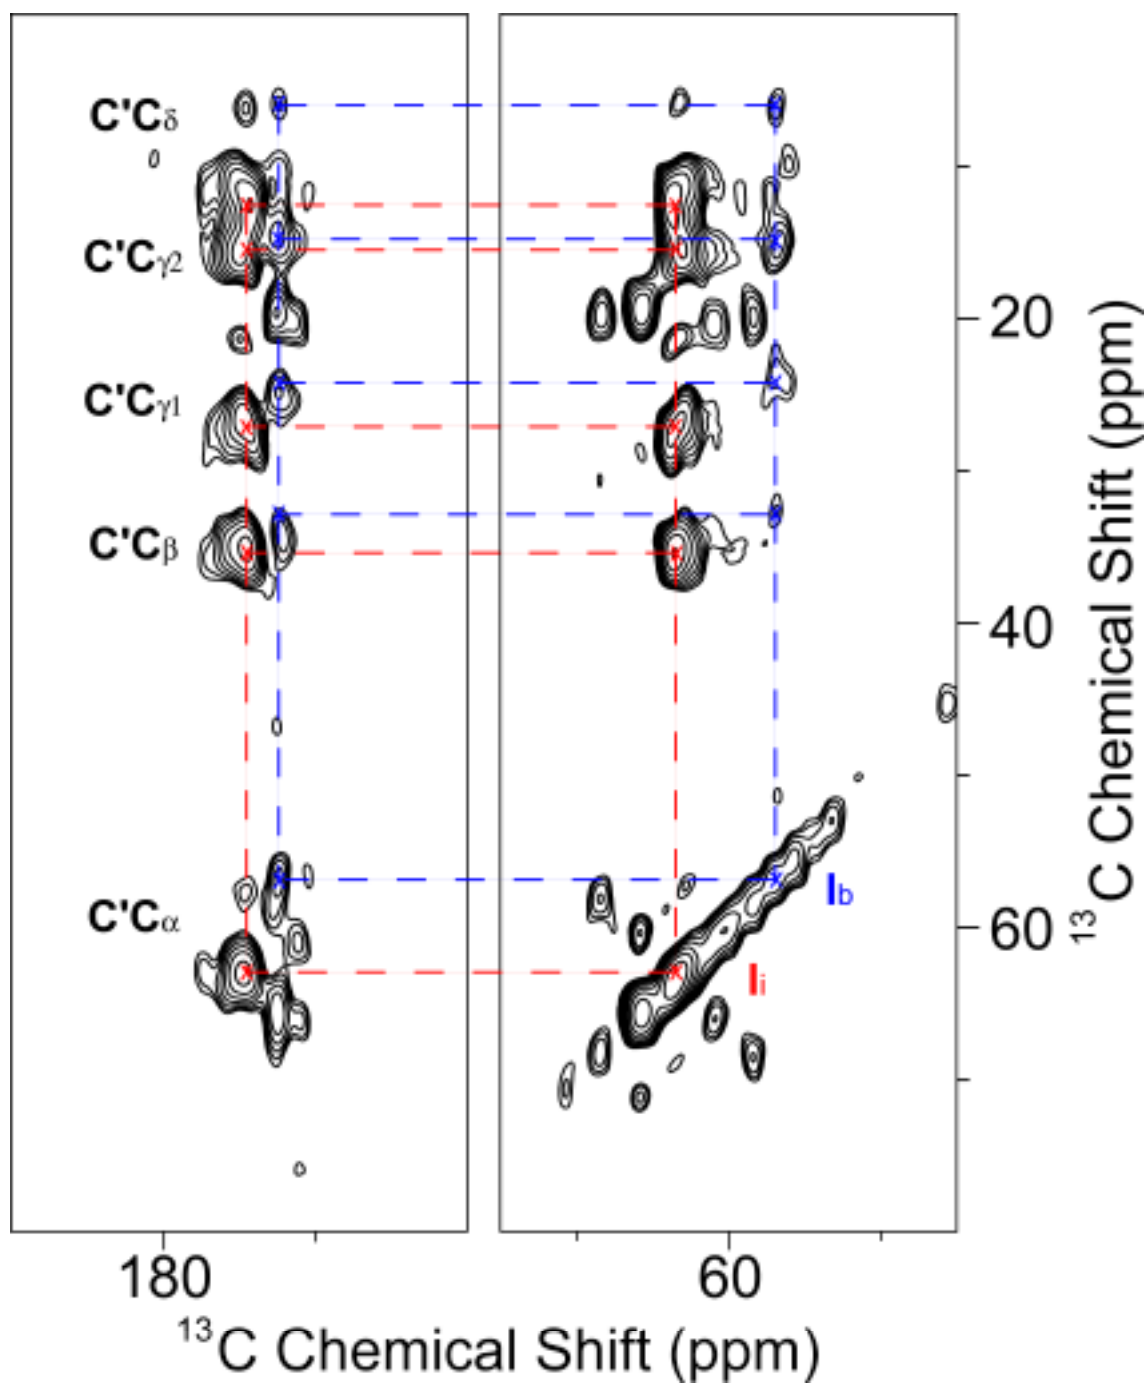 C'Cδ
C'Cγ2
C'Cγ1
C'Cβ
C'Cα
20
40
60
13C Chemical Shift (ppm)
Ib
Ii
180
60
13C Chemical Shift (ppm)